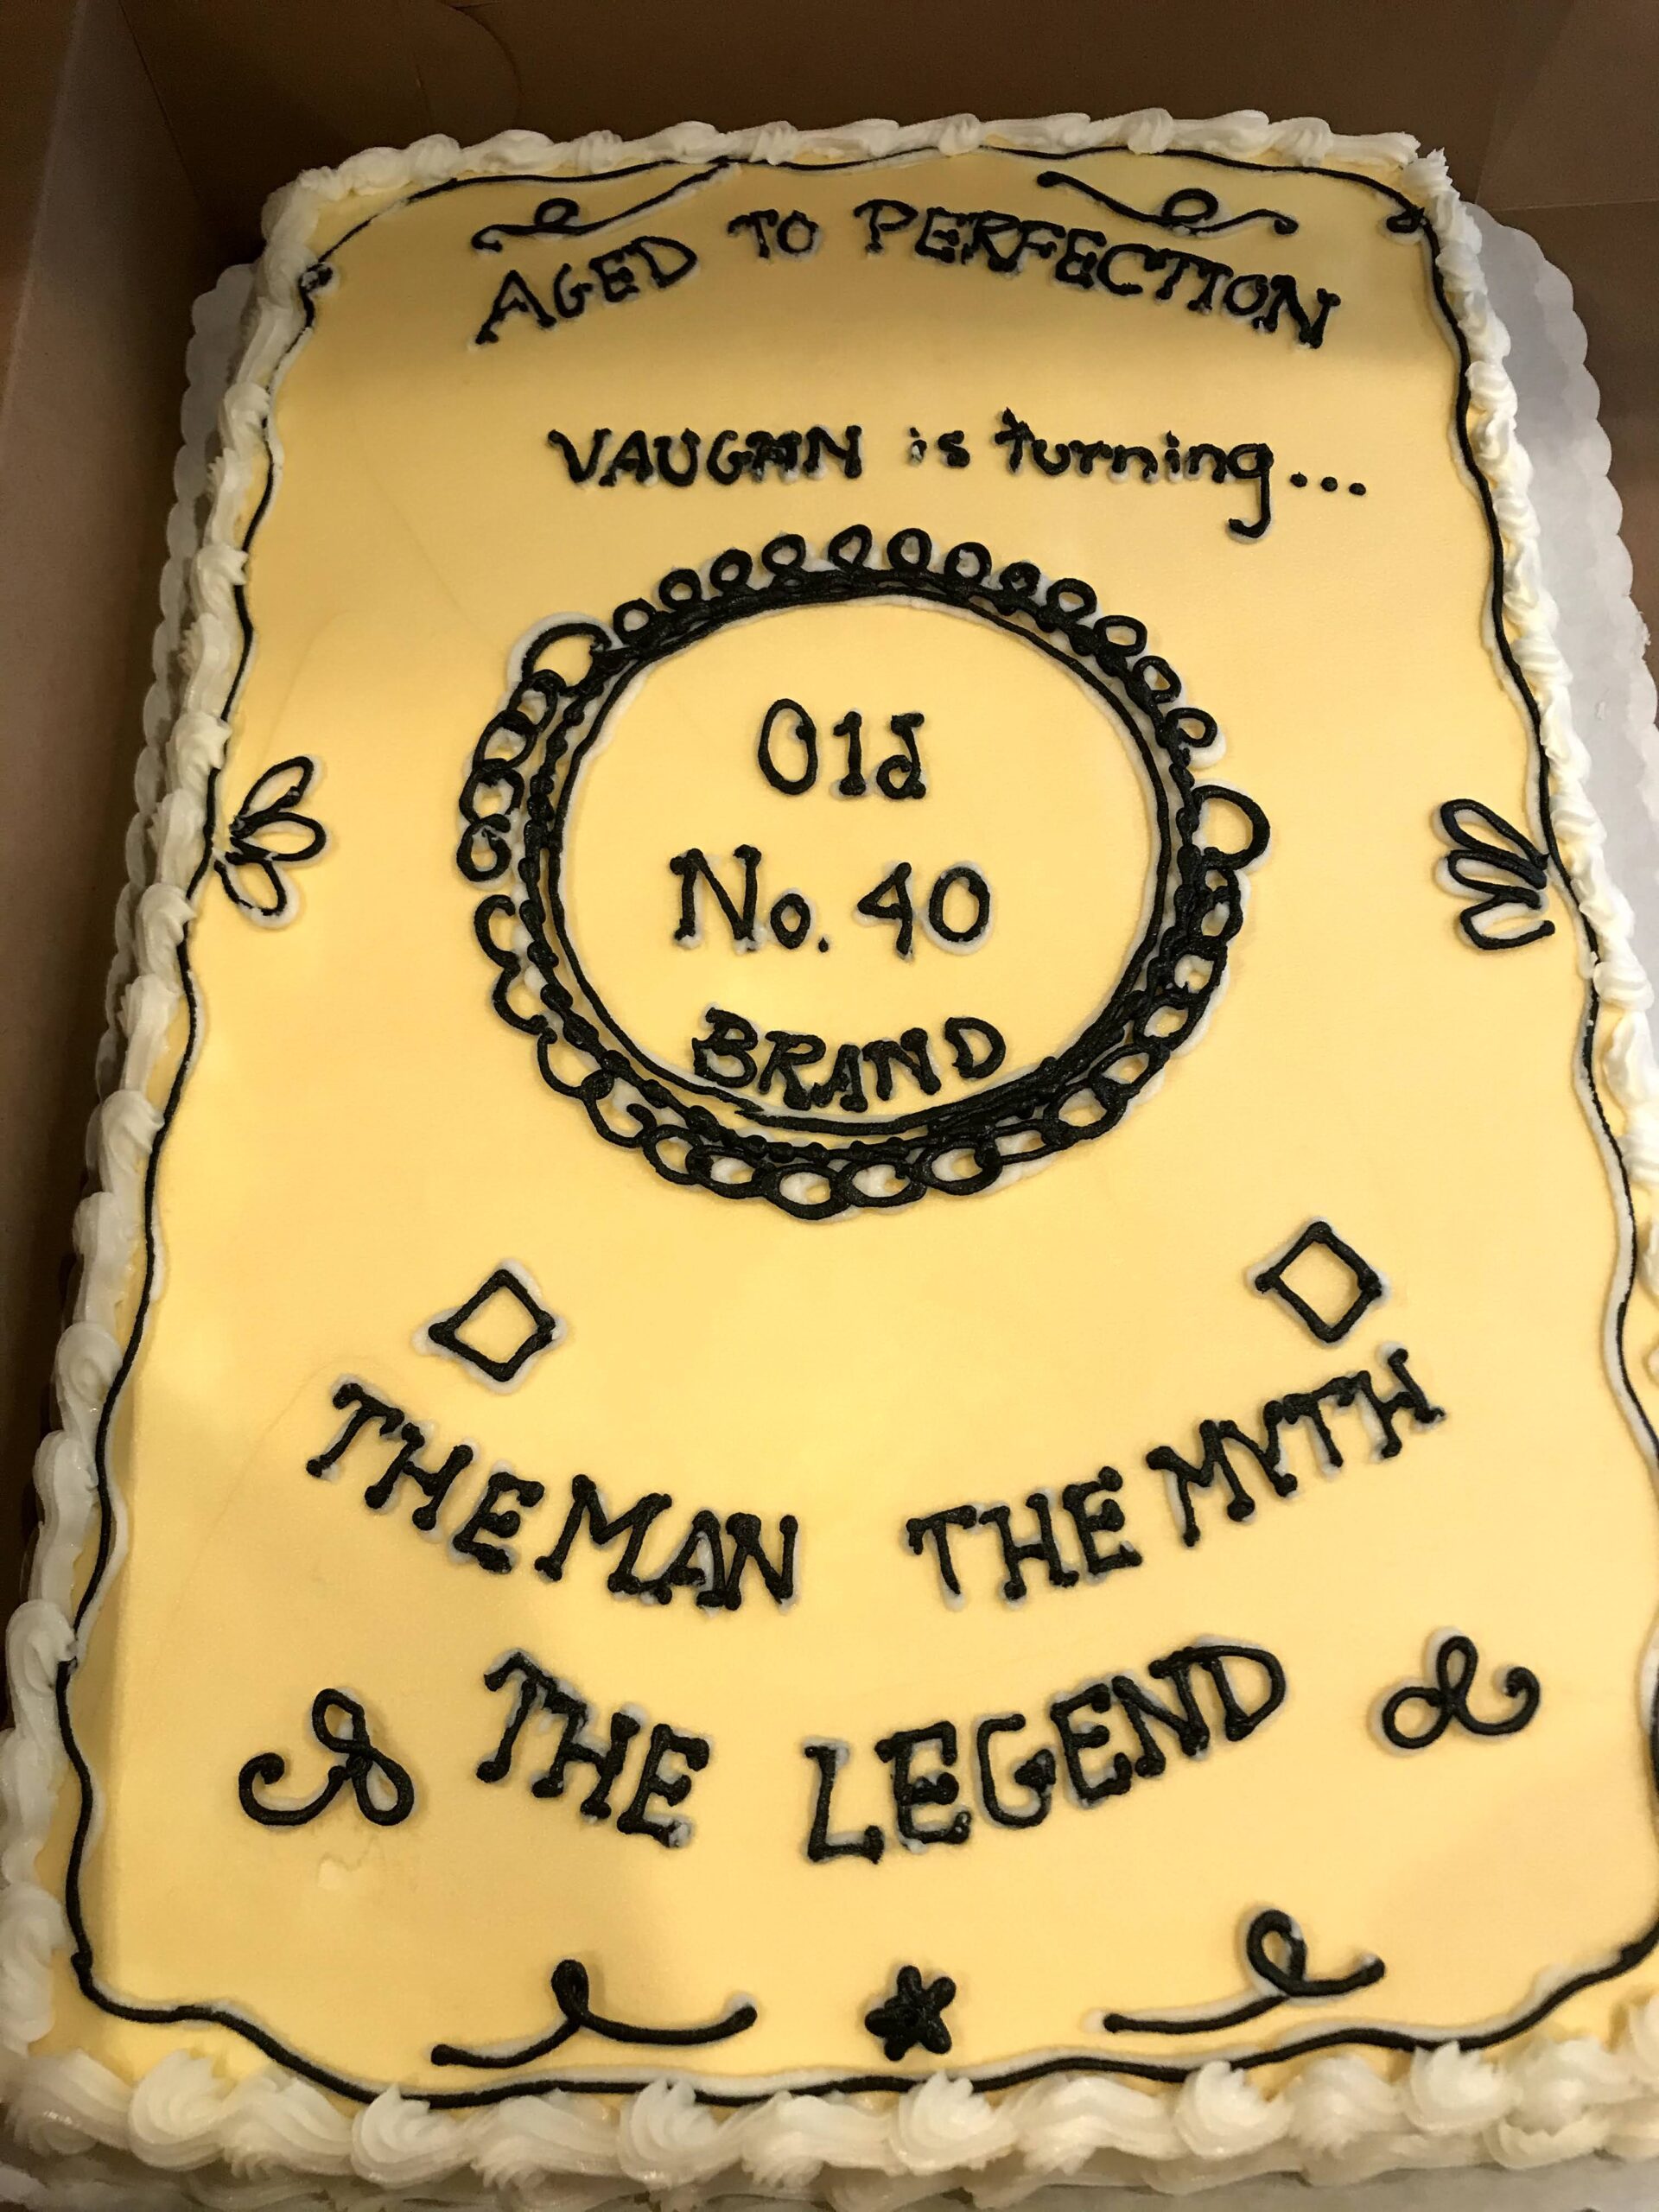 AGED TO PERFECTION
VAUGHN is turning...
Old
No. 40
BRAND
THE MAN THE MYTH
THE LEGEND